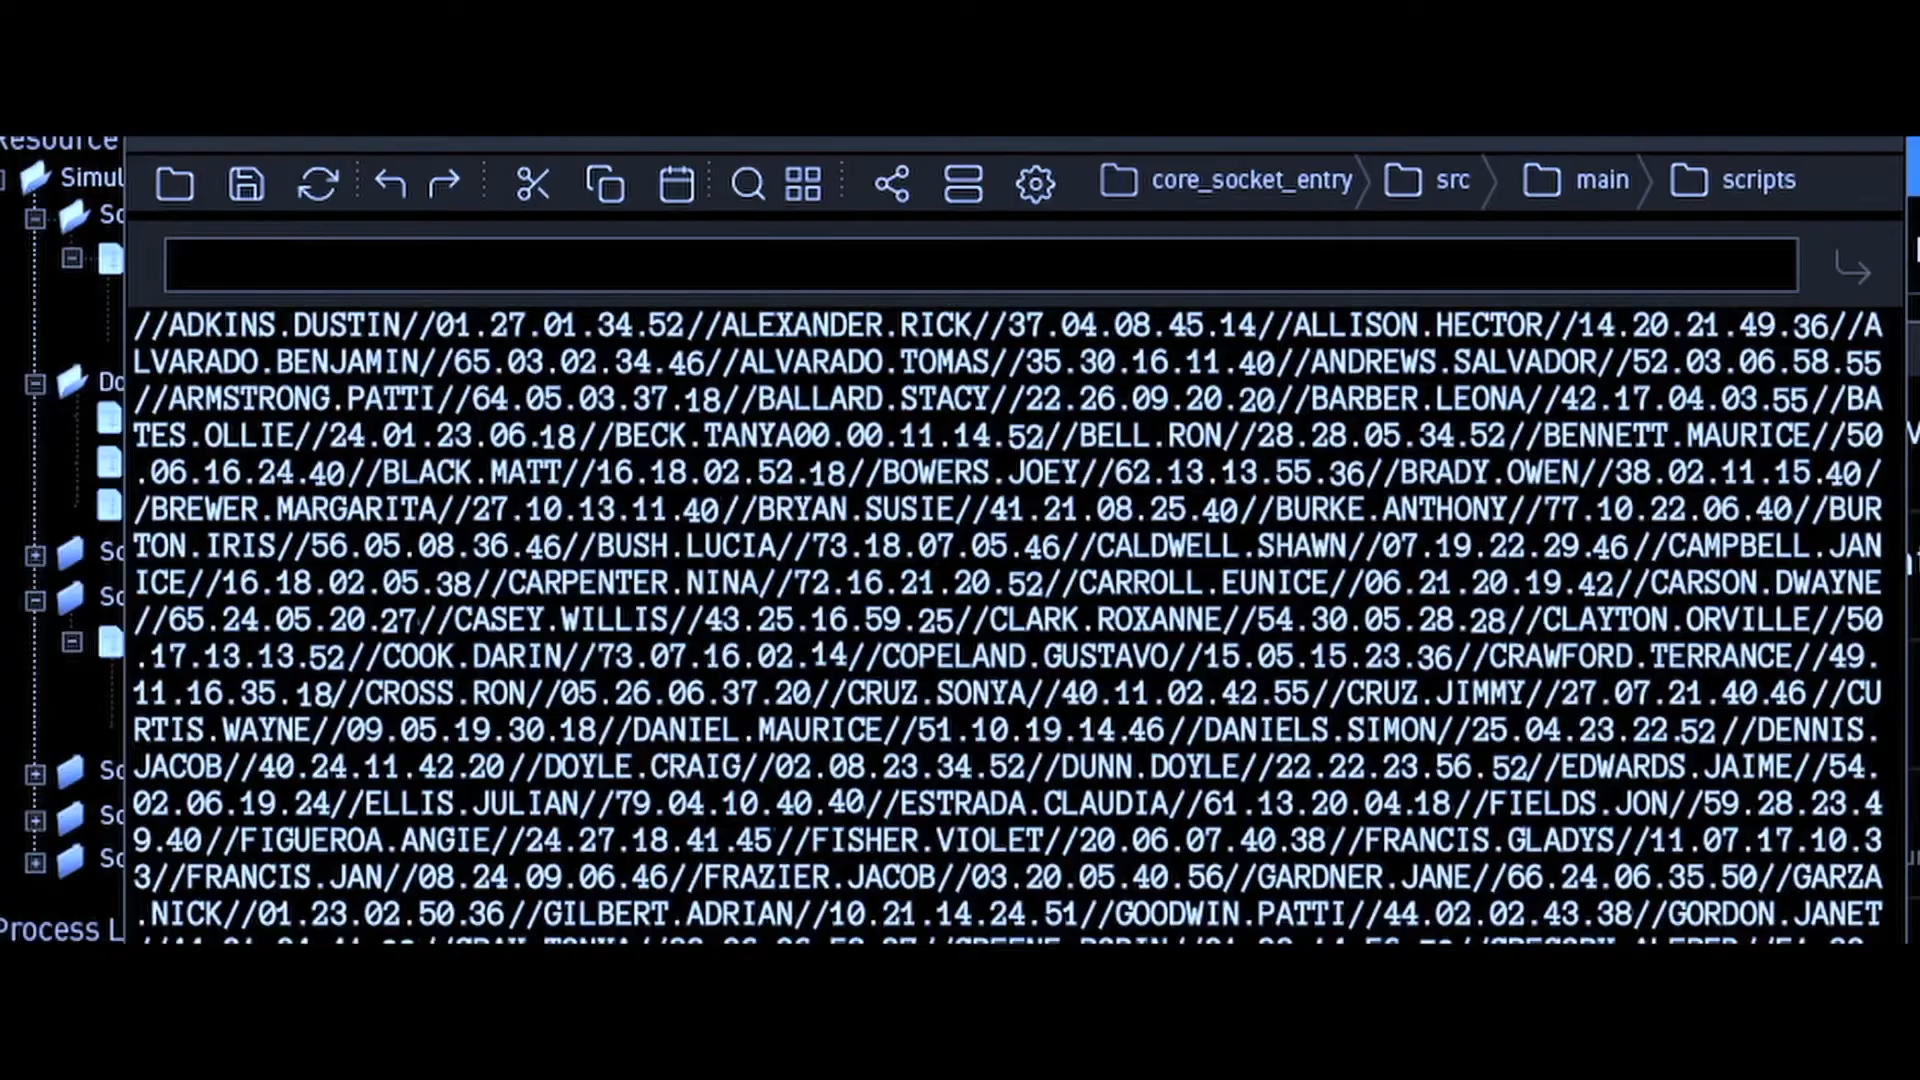 Resource
Simul
core_socket_entry
src
main
scripts
//ADKINS.DUSTIN//01.27.01.34.52//ALEXANDER.RICK//37.04.08.45.14//ALLISON.HECTOR//14.20.21.49.36//A
LVARADO.BENJAMIN//65.03.02.34.46//ALVARADO.TOMAS//35.30.16.11.40//ANDREWS.SALVADOR//52.03.06.58.55
//ARMSTRONG.PATTI//64.05.03.37.18//BALLARD.STACY//22.26.09.20.20//BARBER.LEONA//42.17.04.03.55//BA
TES.OLLIE//24.01.23.06.18//BECK.TANYA00.00.11.14.52//BELL.RON//28.28.05.34.52//BENNETT.MAURICE//50
.06.16.24.40//BLACK.MATT//16.18.02.52.18//BOWERS.JOEY//62.13.13.55.36//BRADY.OWEN//38.02.11.15.40/
/BREWER.MARGARITA//27.10.13.11.40//BRYAN.SUSIE//41.21.08.25.40//BURKE.ANTHONY//77.10.22.06.40//BUR
TON.IRIS//56.05.08.36.46//BUSH.LUCIA//73.18.07.05.46//CALDWELL.SHAWN//07.19.22.29.46//CAMPBELL.JAN
ICE//16.18.02.05.38//CARPENTER.NINA//72.16.21.20.52//CARROLL.EUNICE//06.21.20.19.42//CARSON.DWAYNE
//65.24.05.20.27//CASEY.WILLIS//43.25.16.59.25//CLARK.ROXANNE//54.30.05.28.28//CLAYTON.ORVILLE//50
.17.13.13.52//COOK.DARIN//73.07.16.02.14//COPELAND.GUSTAVO//15.05.15.23.36//CRAWFORD.TERRANCE//49.
11.16.35.18//CROSS.RON//05.26.06.37.20//CRUZ.SONYA//40.11.02.42.55//CRUZ.JIMMY//27.07.21.40.46//CU
RTIS.WAYNE//09.05.19.30.18//DANIEL.MAURICE//51.10.19.14.46//DANIELS.SIMON//25.04.23.22.52//DENNIS.
JACOB//40.24.11.42.20//DOYLE.CRAIG//02.08.23.34.52//DUNN.DOYLE//22.22.23.56.52//EDWARDS.JAIME//54.
02.06.19.24//ELLIS.JULIAN//79.04.10.40.40//ESTRADA.CLAUDIA//61.13.20.04.18//FIELDS.JON//59.28.23.4
9.40//FIGUEROA.ANGIE//24.27.18.41.45//FISHER.VIOLET//20.06.07.40.38//FRANCIS.GLADYS//11.07.17.10.3
3//FRANCIS.JAN//08.24.09.06.46//FRAZIER.JACOB//03.20.05.40.56//GARDNER.JANE//66.24.06.35.50//GARZA
.NICK//01.23.02.50.36//GILBERT.ADRIAN//10.21.14.24.51//GOODWIN.PATTI//44.02.02.43.38//GORDON.JANET
Process L